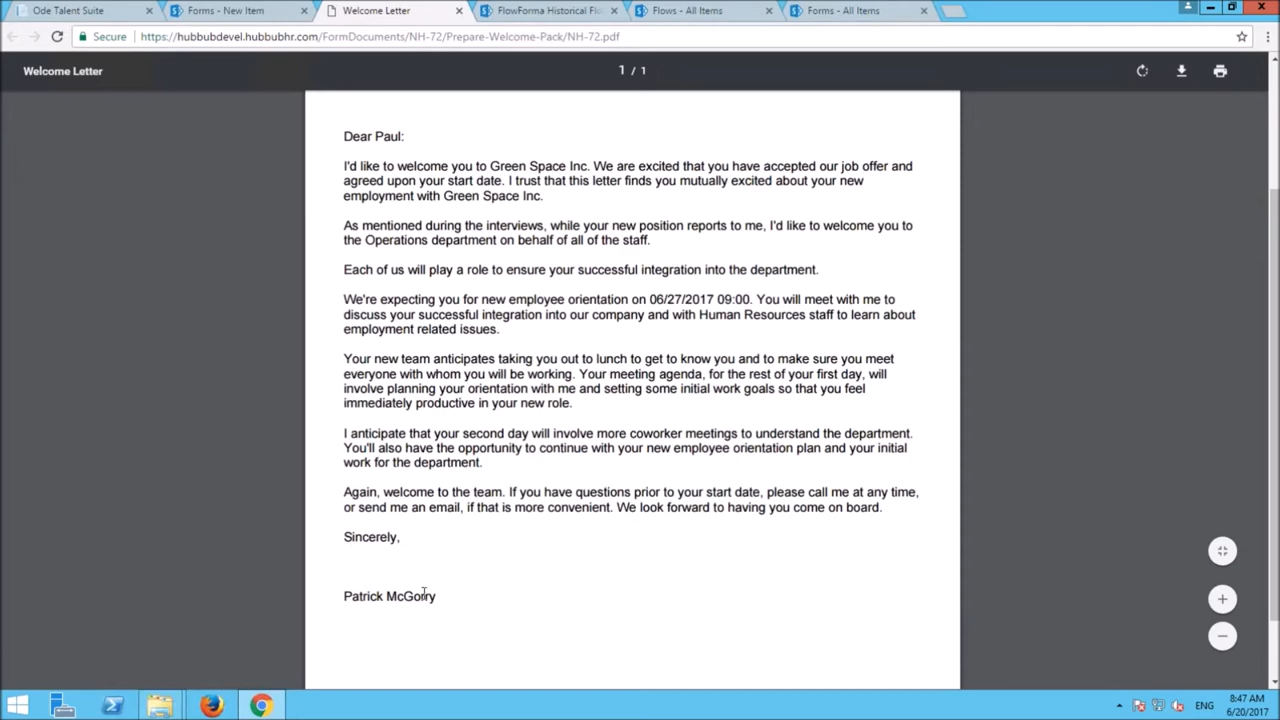 Ode Talent Suite
Forms - New Item
Welcome Letter
FlowForma Historical Flo
Flows - All Items
Forms - All Items
Secure
https://hubbubdevel.hubbubhr.com/FormDocuments/NH-72/Prepare-Welcome-Pack/NH-72.pdf
Welcome Letter
1 / 1
Dear Paul:
I'd like to welcome you to Green Space Inc. We are excited that you have accepted our job offer and
agreed upon your start date. I trust that this letter finds you mutually excited about your new
employment with Green Space Inc.
As mentioned during the interviews, while your new position reports to me, I'd like to welcome you to
the Operations department on behalf of all of the staff.
Each of us will play a role to ensure your successful integration into the department.
We're expecting you for new employee orientation on 06/27/2017 09:00. You will meet with me to
discuss your successful integration into our company and with Human Resources staff to learn about
employment related issues.
Your new team anticipates taking you out to lunch to get to know you and to make sure you meet
everyone with whom you will be working. Your meeting agenda, for the rest of your first day, will
involve planning your orientation with me and setting some initial work goals so that you feel
immediately productive in your new role.
I anticipate that your second day will involve more coworker meetings to understand the department.
You'll also have the opportunity to continue with your new employee orientation plan and your initial
work for the department.
Again, welcome to the team. If you have questions prior to your start date, please call me at any time,
or send me an email, if that is more convenient. We look forward to having you come on board.
Sincerely,
Patrick McGorry
ENG
8:47 AM
6/20/2017